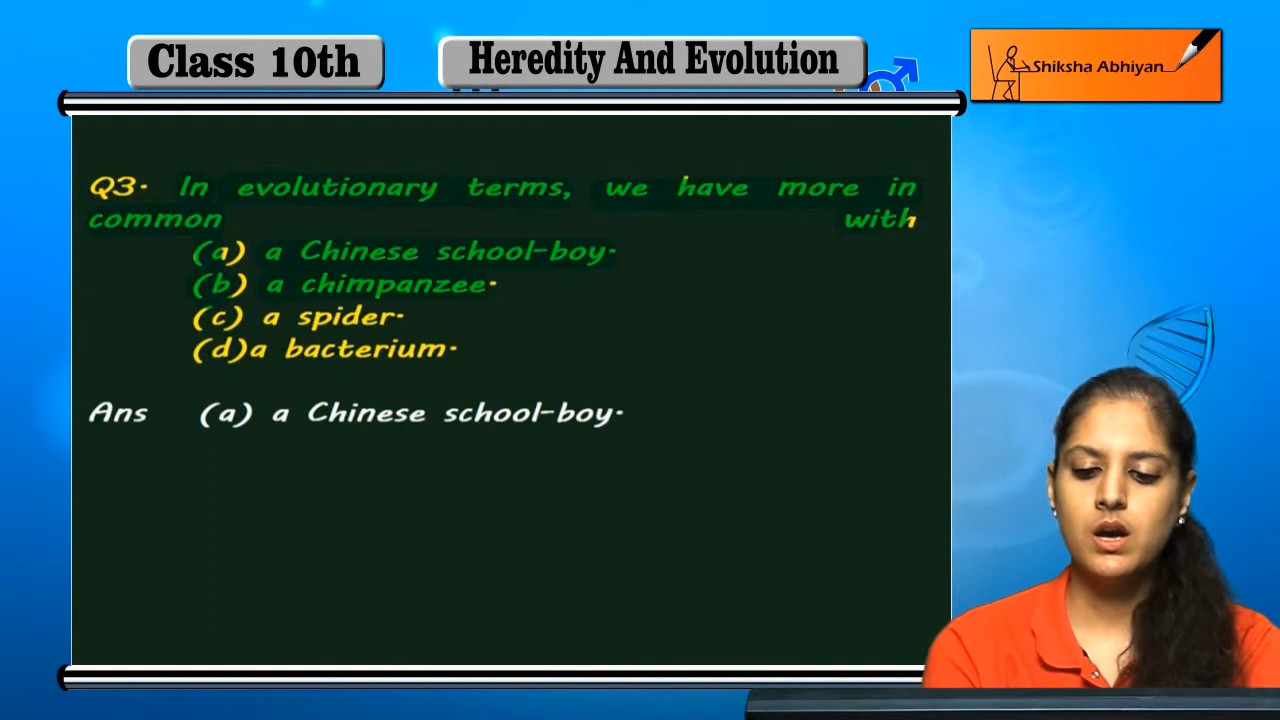 Class 10th
Heredity And Evolution
Shiksha Abhiyan
Q3. In evolutionary terms, we have more in
common with
(a) a Chinese school-boy.
(b) a chimpanzee.
(c) a spider.
(d)a bacterium.
Ans (a) a Chinese school-boy.